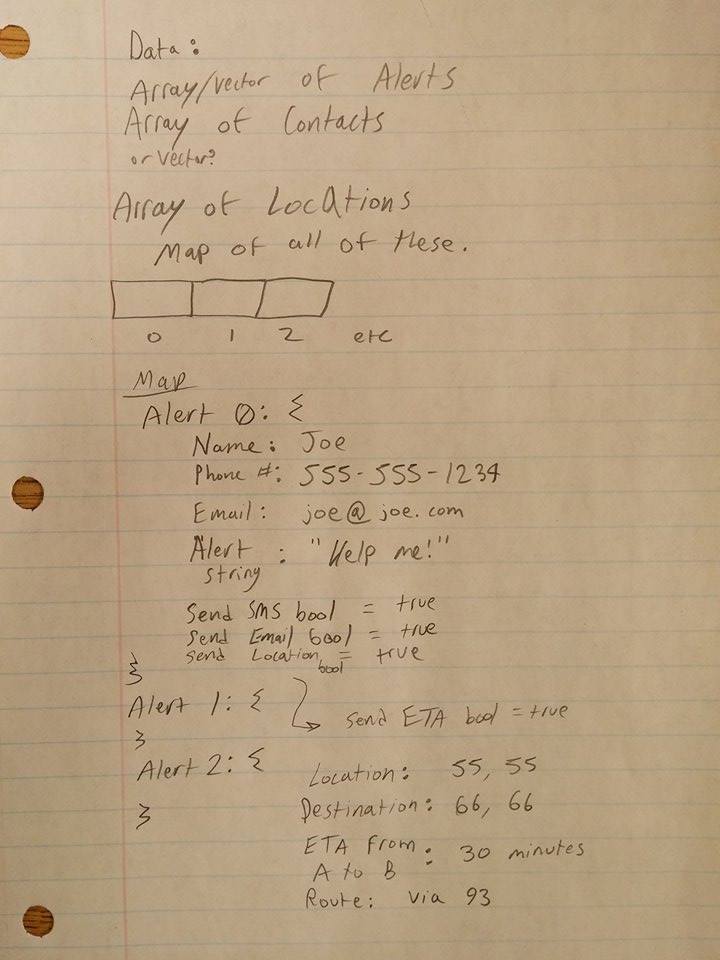 Data:
Array/vector of Alerts
Array of Contacts
or Vector?
Array of Locations
Map of all of these.
0 1 2 etc
Map
Alert 0: {
Name: Joe
Phone #: 555-555-1234
Email: joe@joe.com
Alert : "Help me!"
string
Send SMS bool = true
Send Email bool = true
Send Location = true
bool
}
Alert 1: {
Send ETA bool = true
}
Alert 2: {
Location: 55, 55
Destination: 66, 66
}
ETA from : 30 minutes
A to B
Route: via 93